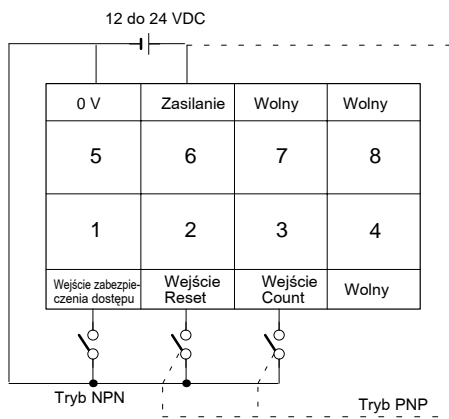 12 do 24 VDC
0 V Zasilanie Wolny Wolny
5 6 7 8
1 2 3 4
Wejście zabezpie-
czenia dostępu
Wejście
Reset
Wejście
Count
Wolny
Tryb NPN
Tryb PNP